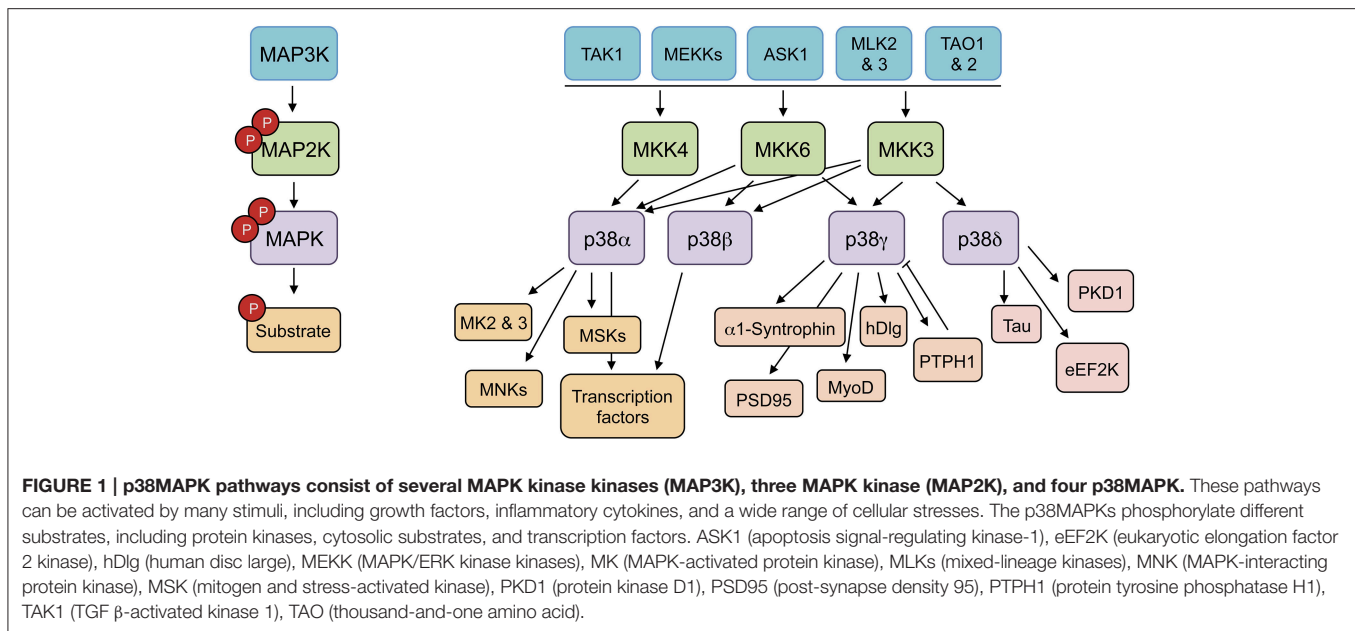 MAP3K
TAK1
MEKKs
ASK1
MLK2
& 3
TAO1
& 2
P
P
MAP2K
MKK4
MKK6
MKK3
P
P
MAPK
p38α
p38β
p38γ
p38δ
P
Substrate
MK2 & 3
MSKs
MNKs
Transcription
factors
α1-Syntrophin
hDlg
PTPH1
PSD95
MyoD
Tau
PKD1
eEF2K
FIGURE 1 | p38MAPK pathways consist of several MAPK kinase kinases (MAP3K), three MAPK kinase (MAP2K), and four p38MAPK. These pathways
can be activated by many stimuli, including growth factors, inflammatory cytokines, and a wide range of cellular stresses. The p38MAPKs phosphorylate different
substrates, including protein kinases, cytosolic substrates, and transcription factors. ASK1 (apoptosis signal-regulating kinase-1), eEF2K (eukaryotic elongation factor
2 kinase), hDlg (human disc large), MEKK (MAPK/ERK kinase kinases), MK (MAPK-activated protein kinase), MLKs (mixed-lineage kinases), MNK (MAPK-interacting
protein kinase), MSK (mitogen and stress-activated kinase), PKD1 (protein kinase D1), PSD95 (post-synapse density 95), PTPH1 (protein tyrosine phosphatase H1),
TAK1 (TGF β-activated kinase 1), TAO (thousand-and-one amino acid).